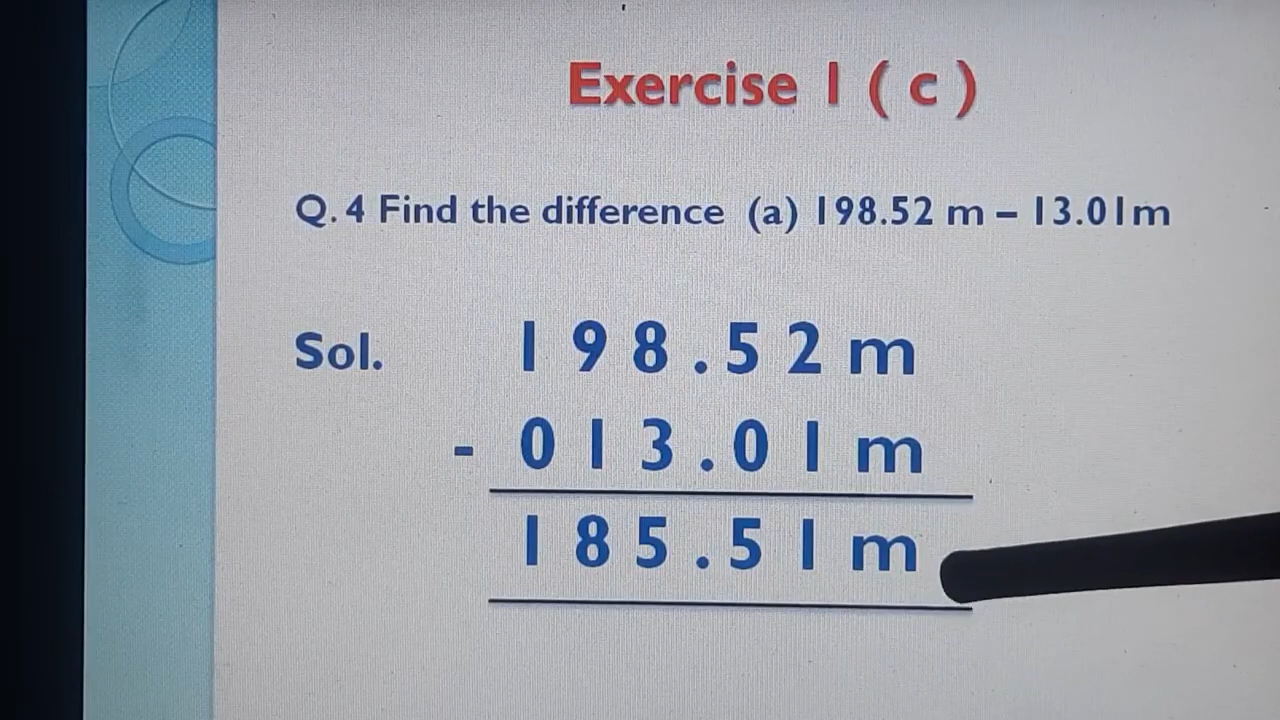 Exercise 1 ( c )
Q. 4 Find the difference (a) 198.52 m – 13.01m
Sol. 1 9 8 . 5 2 m
- 0 1 3 . 0 1 m
1 8 5 . 5 1 m